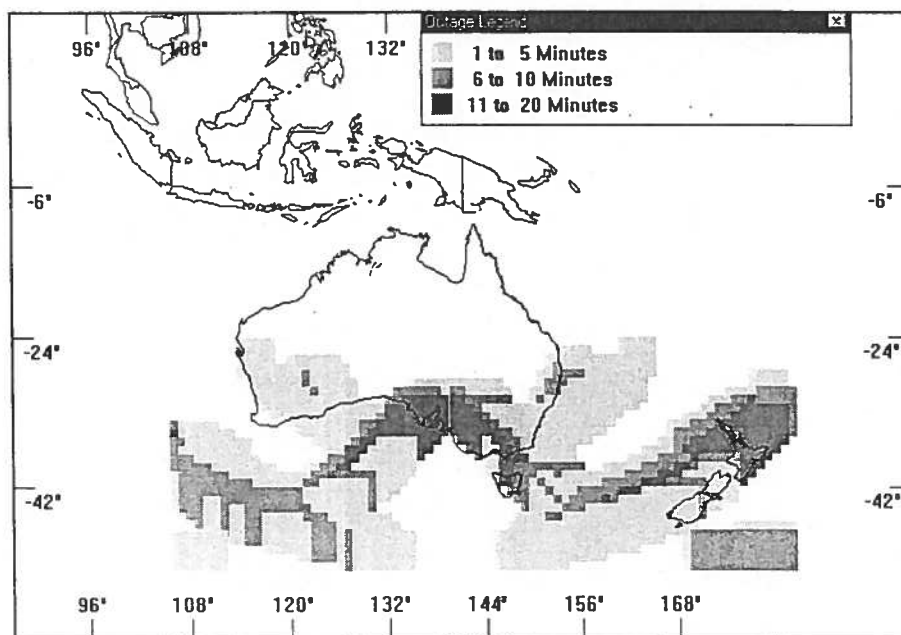 Outage Legend
96° 108° 120° 132°
1 to 5 Minutes
6 to 10 Minutes
11 to 20 Minutes
-6° -6°
-24° -24°
-42° -42°
96° 108° 120° 132° 144° 156° 168°